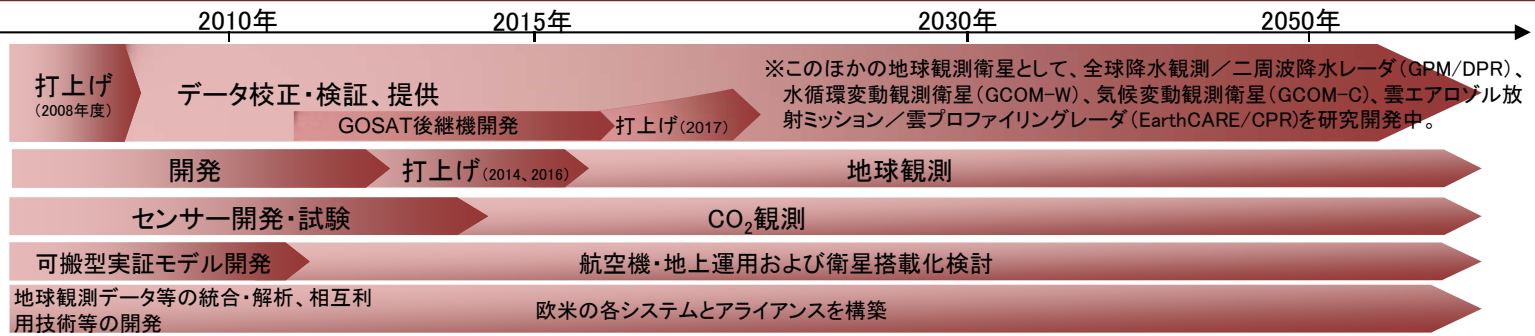 2010年 2015年 2030年 2050年
打上げ
(2008年度)
データ校正・検証、提供
GOSAT後継機開発
打上げ(2017)
※このほかの地球観測衛星として、全球降水観測／二周波降水レーダ(GPM/DPR)、
水循環変動観測衛星(GCOM-W)、気候変動観測衛星(GCOM-C)、雲エアロゾル放
射ミッション／雲プロファイリングレーダ(EarthCARE/CPR)を研究開発中。
開発 打上げ(2014、2016) 地球観測
センサー開発・試験 CO₂観測
可搬型実証モデル開発 航空機・地上運用および衛星搭載化検討
地球観測データ等の統合・解析、相互利
用技術等の開発
欧米の各システムとアライアンスを構築